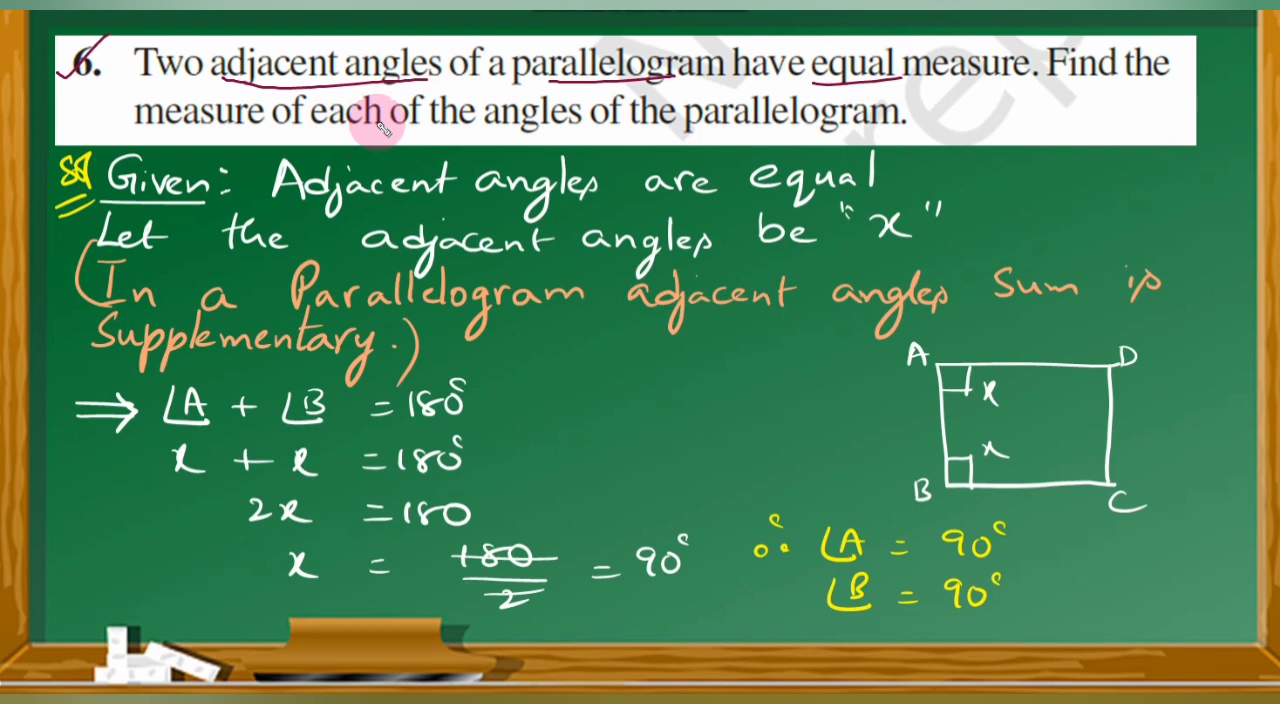 6. Two adjacent angles of a parallelogram have equal measure. Find the
measure of each of the angles of the parallelogram.
Given: Adjacent angles are equal
Let the adjacent angles be "x"
(In a Parallelogram adjacent angles Sum is
Supplementary.)
⇒ ∠A + ∠B = 180°
x + x = 180°
2x = 180
x = 180/2 = 90°
A D
x
x
B C
∴ ∠A = 90°
∠B = 90°